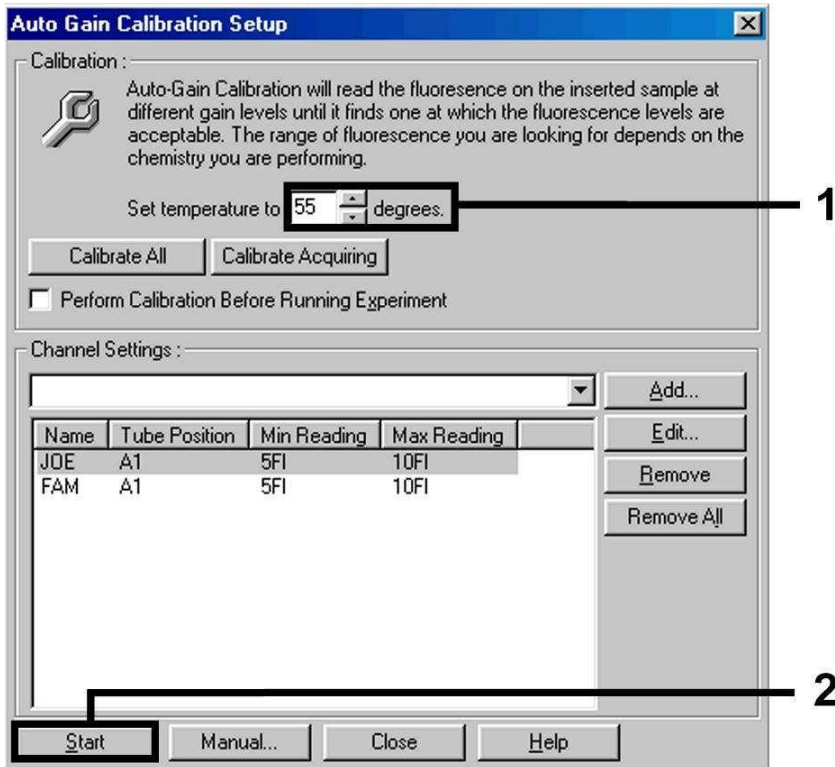 Auto Gain Calibration Setup
Calibration :
Auto-Gain Calibration will read the fluoresence on the inserted sample at
different gain levels until it finds one at which the fluorescence levels are
acceptable. The range of fluorescence you are looking for depends on the
chemistry you are performing.
Set temperature to 55 degrees.
1
Calibrate All Calibrate Acquiring
Perform Calibration Before Running Experiment
Channel Settings :
Add...
Name Tube Position Min Reading Max Reading
Edit...
JOE A1 5Fl 10Fl
FAM A1 5Fl 10Fl
Remove
Remove All
2
Start Manual... Close Help